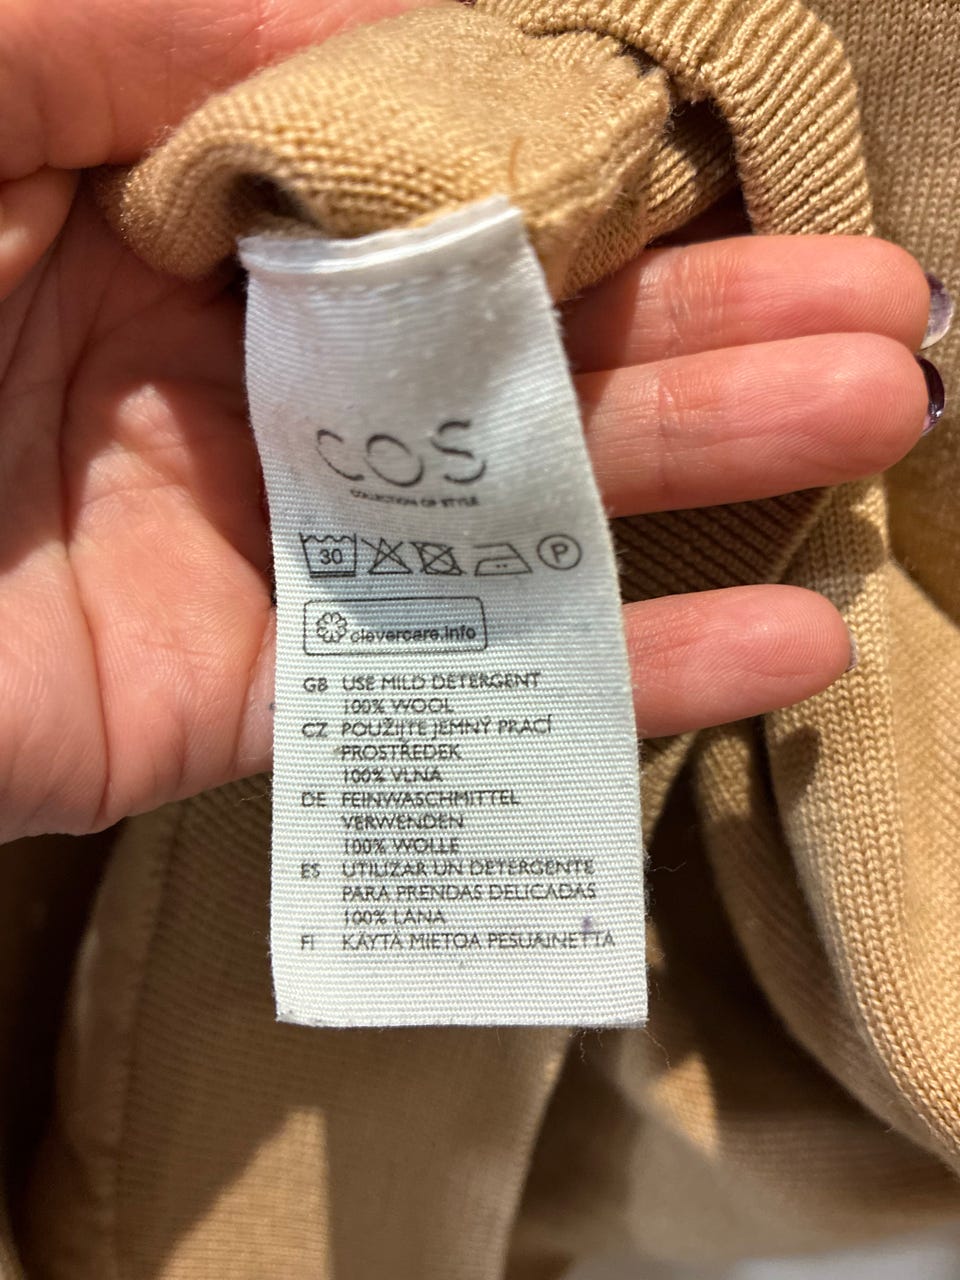 COS
COLLECTION OF STYLE
30 P
clevercare.info
GB USE MILD DETERGENT
100% WOOL
CZ POUŽIJTE JEMNÝ PRACÍ
PROSTŘEDEK
100% VLNA
DE FEINWASCHMITTEL
VERWENDEN
100% WOLLE
ES UTILIZAR UN DETERGENTE
PARA PRENDAS DELICADAS
100% LANA
FI KÄYTÄ MIETOA PESUAINETTA